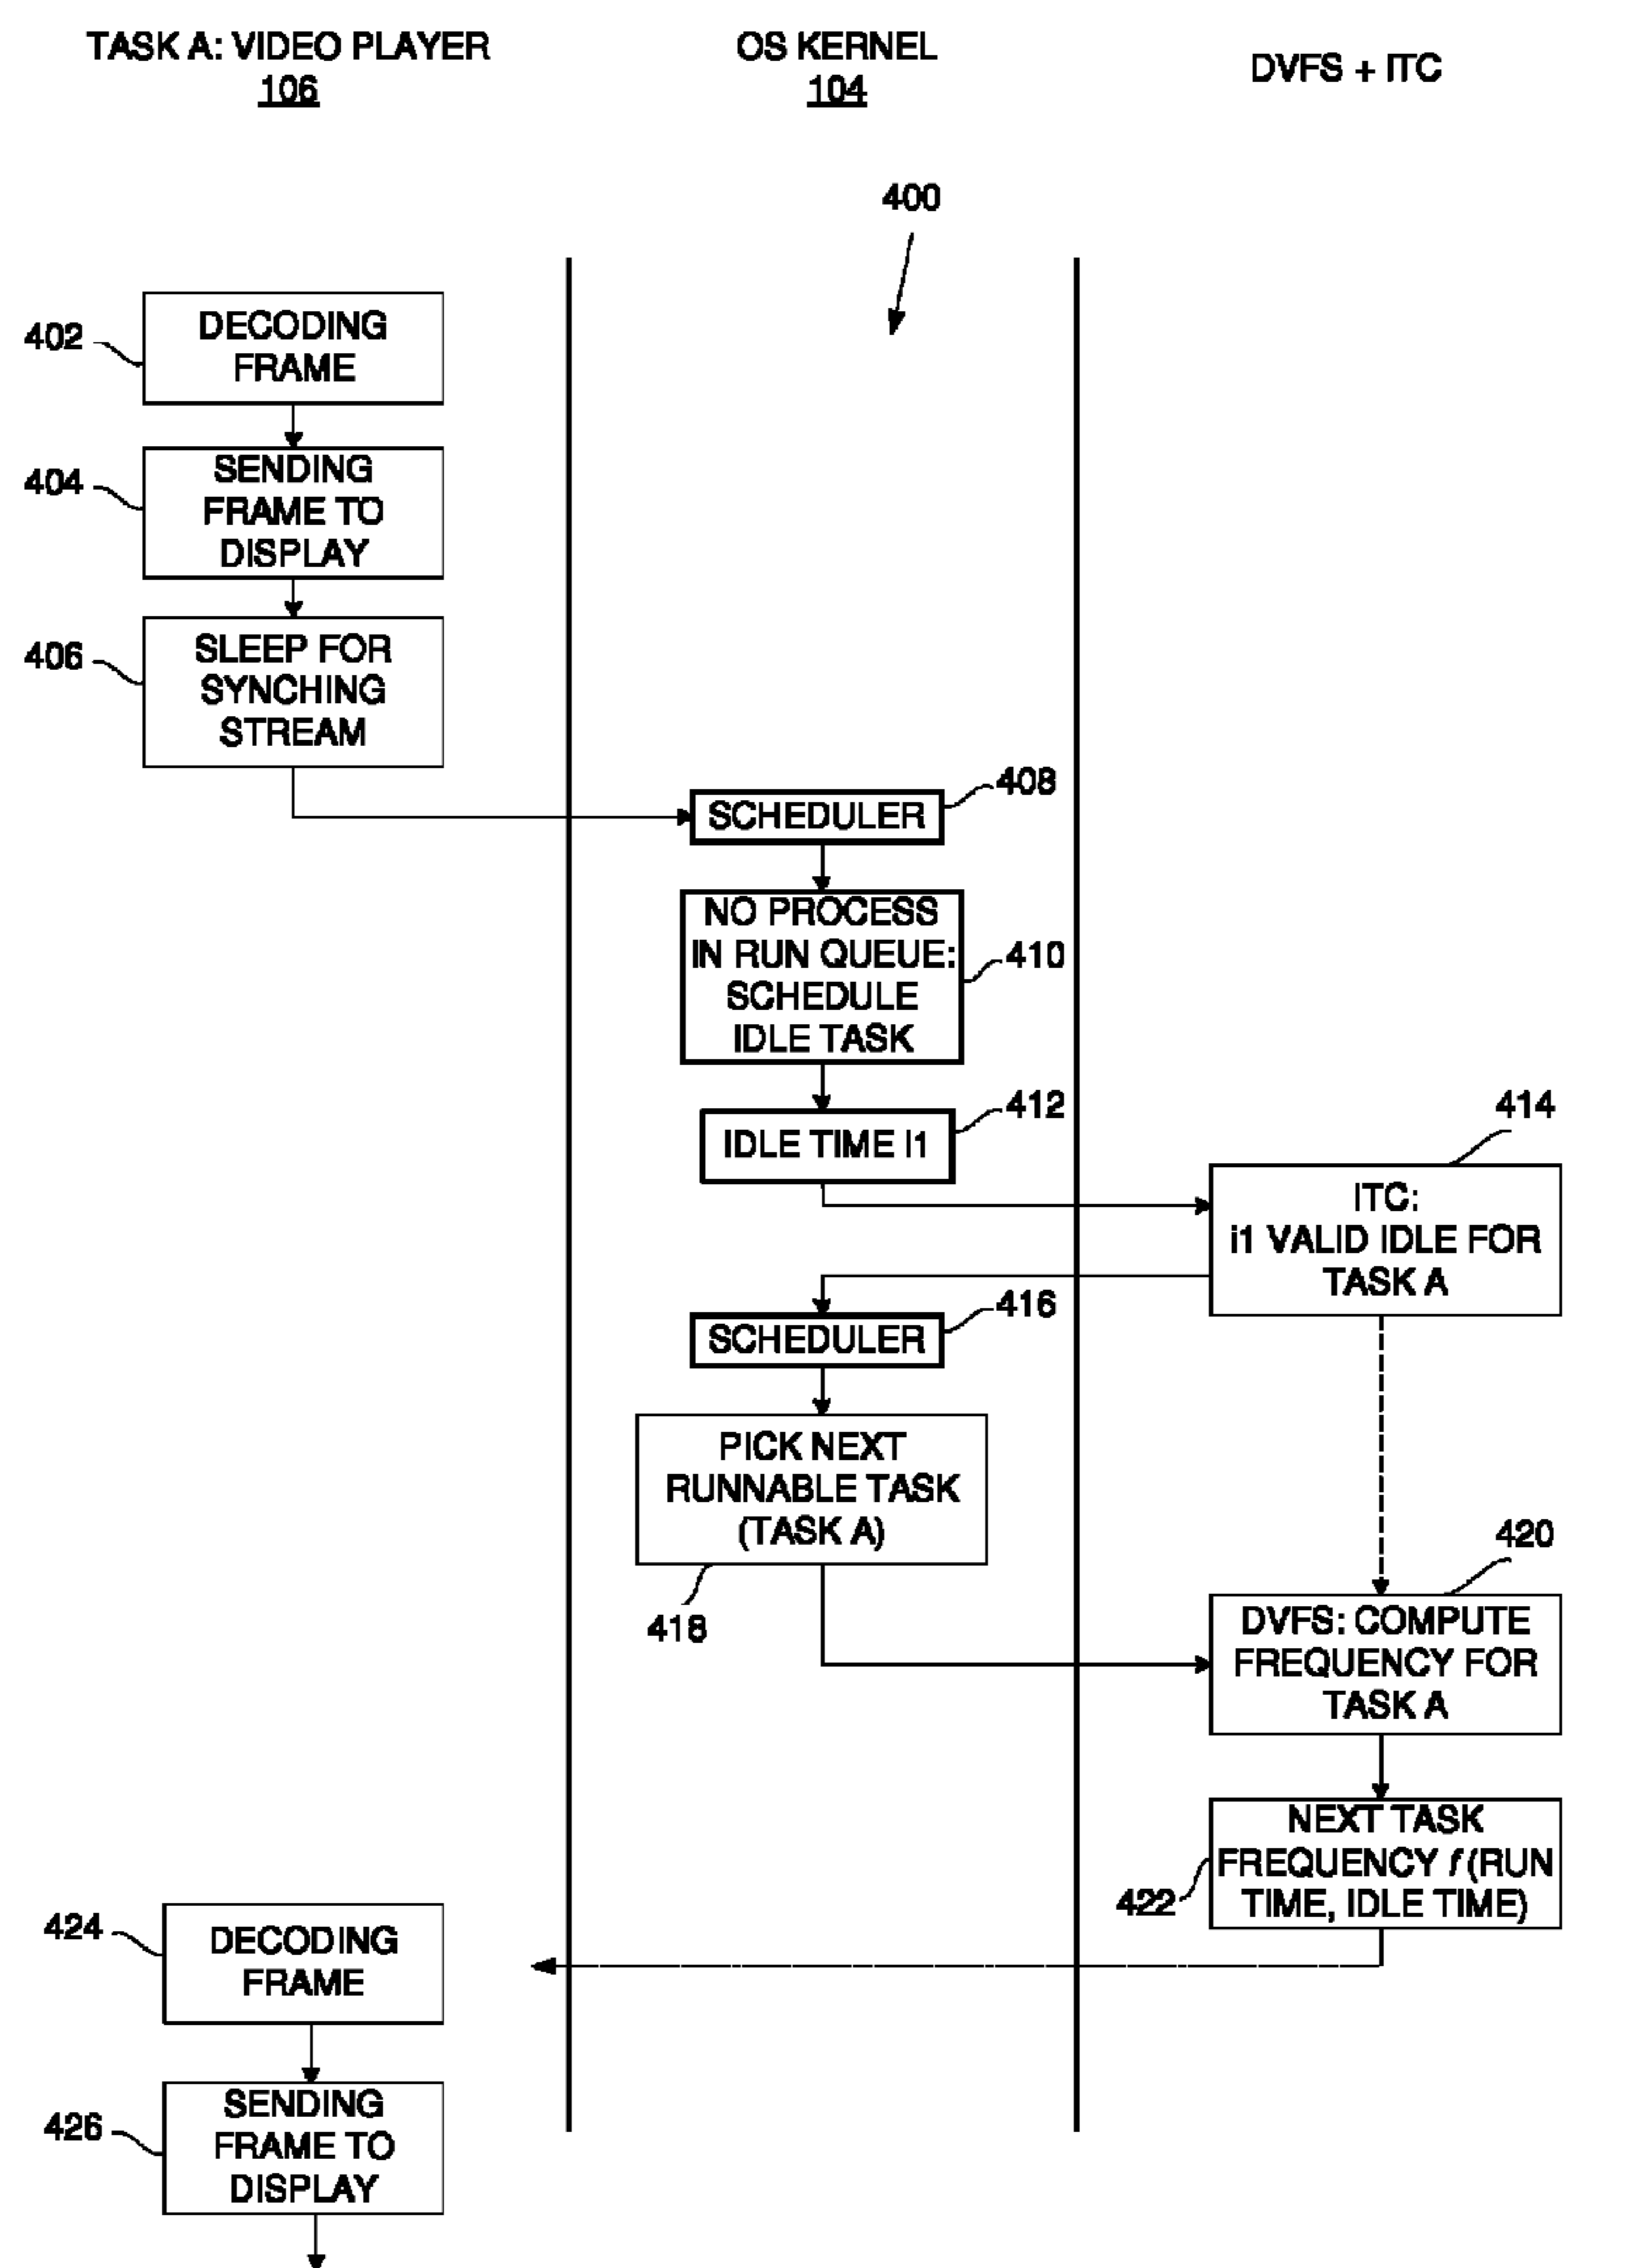 TASK A: VIDEO PLAYER
106
OS KERNEL
104
DVFS + ITC
400
402
DECODING
FRAME
404
SENDING
FRAME TO
DISPLAY
406
SLEEP FOR
SYNCHING
STREAM
408
SCHEDULER
NO PROCESS
IN RUN QUEUE:
SCHEDULE
IDLE TASK
410
412
IDLE TIME I1
414
ITC:
i1 VALID IDLE FOR
TASK A
416
SCHEDULER
PICK NEXT
RUNNABLE TASK
(TASK A)
418
420
DVFS: COMPUTE
FREQUENCY FOR
TASK A
NEXT TASK
FREQUENCY f (RUN
TIME, IDLE TIME)
422
424
DECODING
FRAME
426
SENDING
FRAME TO
DISPLAY